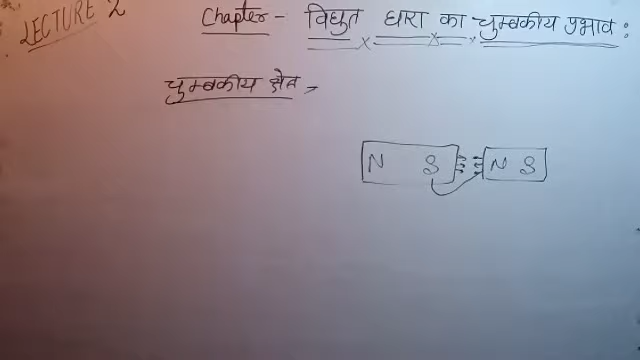 LECTURE 2
Chapter - विद्युत धारा का चुम्बकीय प्रभाव :
चुम्बकीय क्षेत्र
N S N S